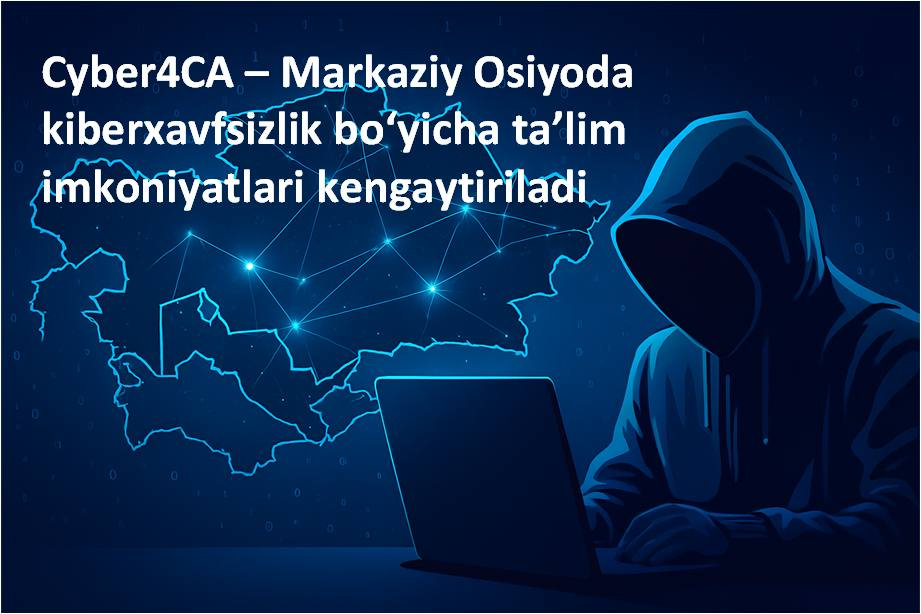 Cyber4CA – Markaziy Osiyoda
kiberxavfsizlik bo‘yicha ta’lim
imkoniyatlari kengaytiriladi